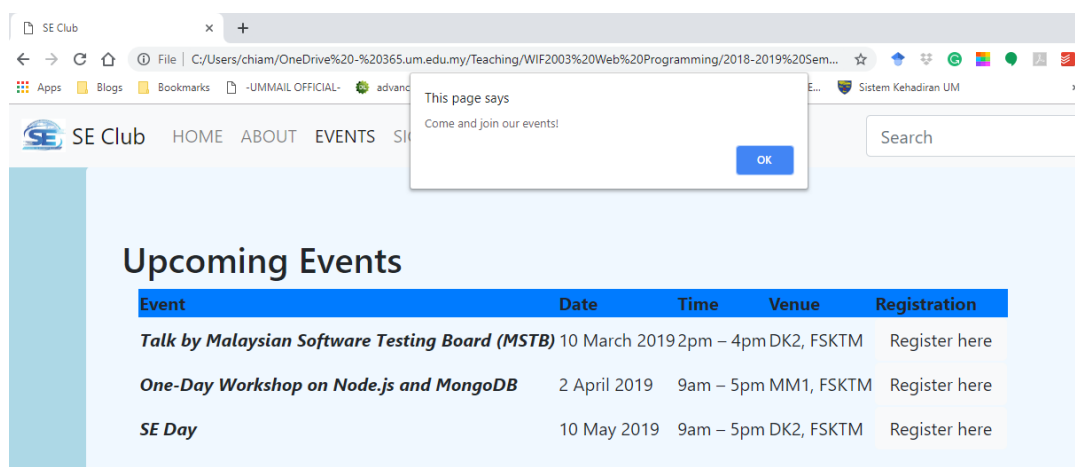 SE Club
File | C:/Users/chiam/OneDrive%20-%20365.um.edu.my/Teaching/WIF2003%20Web%20Programming/2018-2019%20Sem...
Apps Blogs Bookmarks -UMMAIL OFFICIAL- advanc E... Sistem Kehadiran UM
This page says
Come and join our events!
OK
SE SE Club HOME ABOUT EVENTS SI Search
Upcoming Events
Event Date Time Venue Registration
Talk by Malaysian Software Testing Board (MSTB) 10 March 2019 2pm – 4pm DK2, FSKTM Register here
One-Day Workshop on Node.js and MongoDB 2 April 2019 9am – 5pm MM1, FSKTM Register here
SE Day 10 May 2019 9am – 5pm DK2, FSKTM Register here